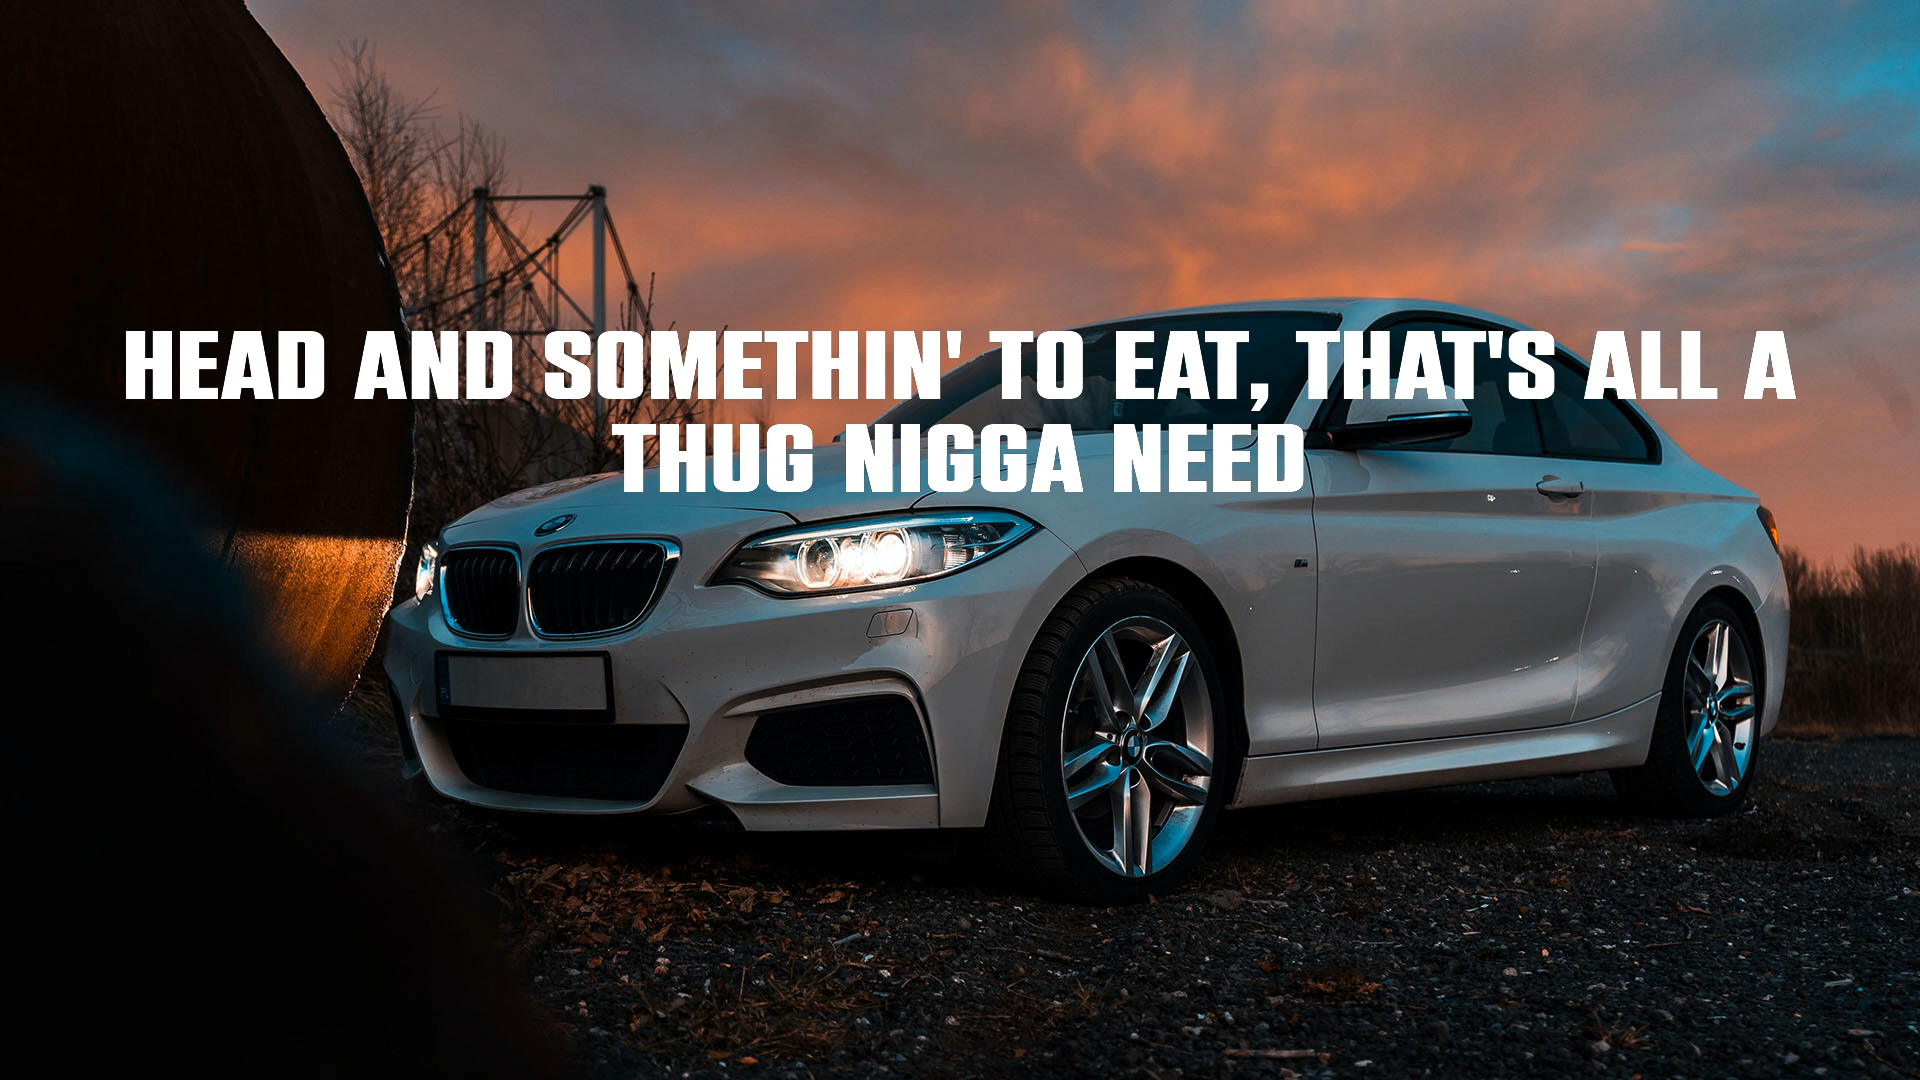 HEAD AND SOMETHIN' TO EAT, THAT'S ALL A
THUG NIGGA NEED